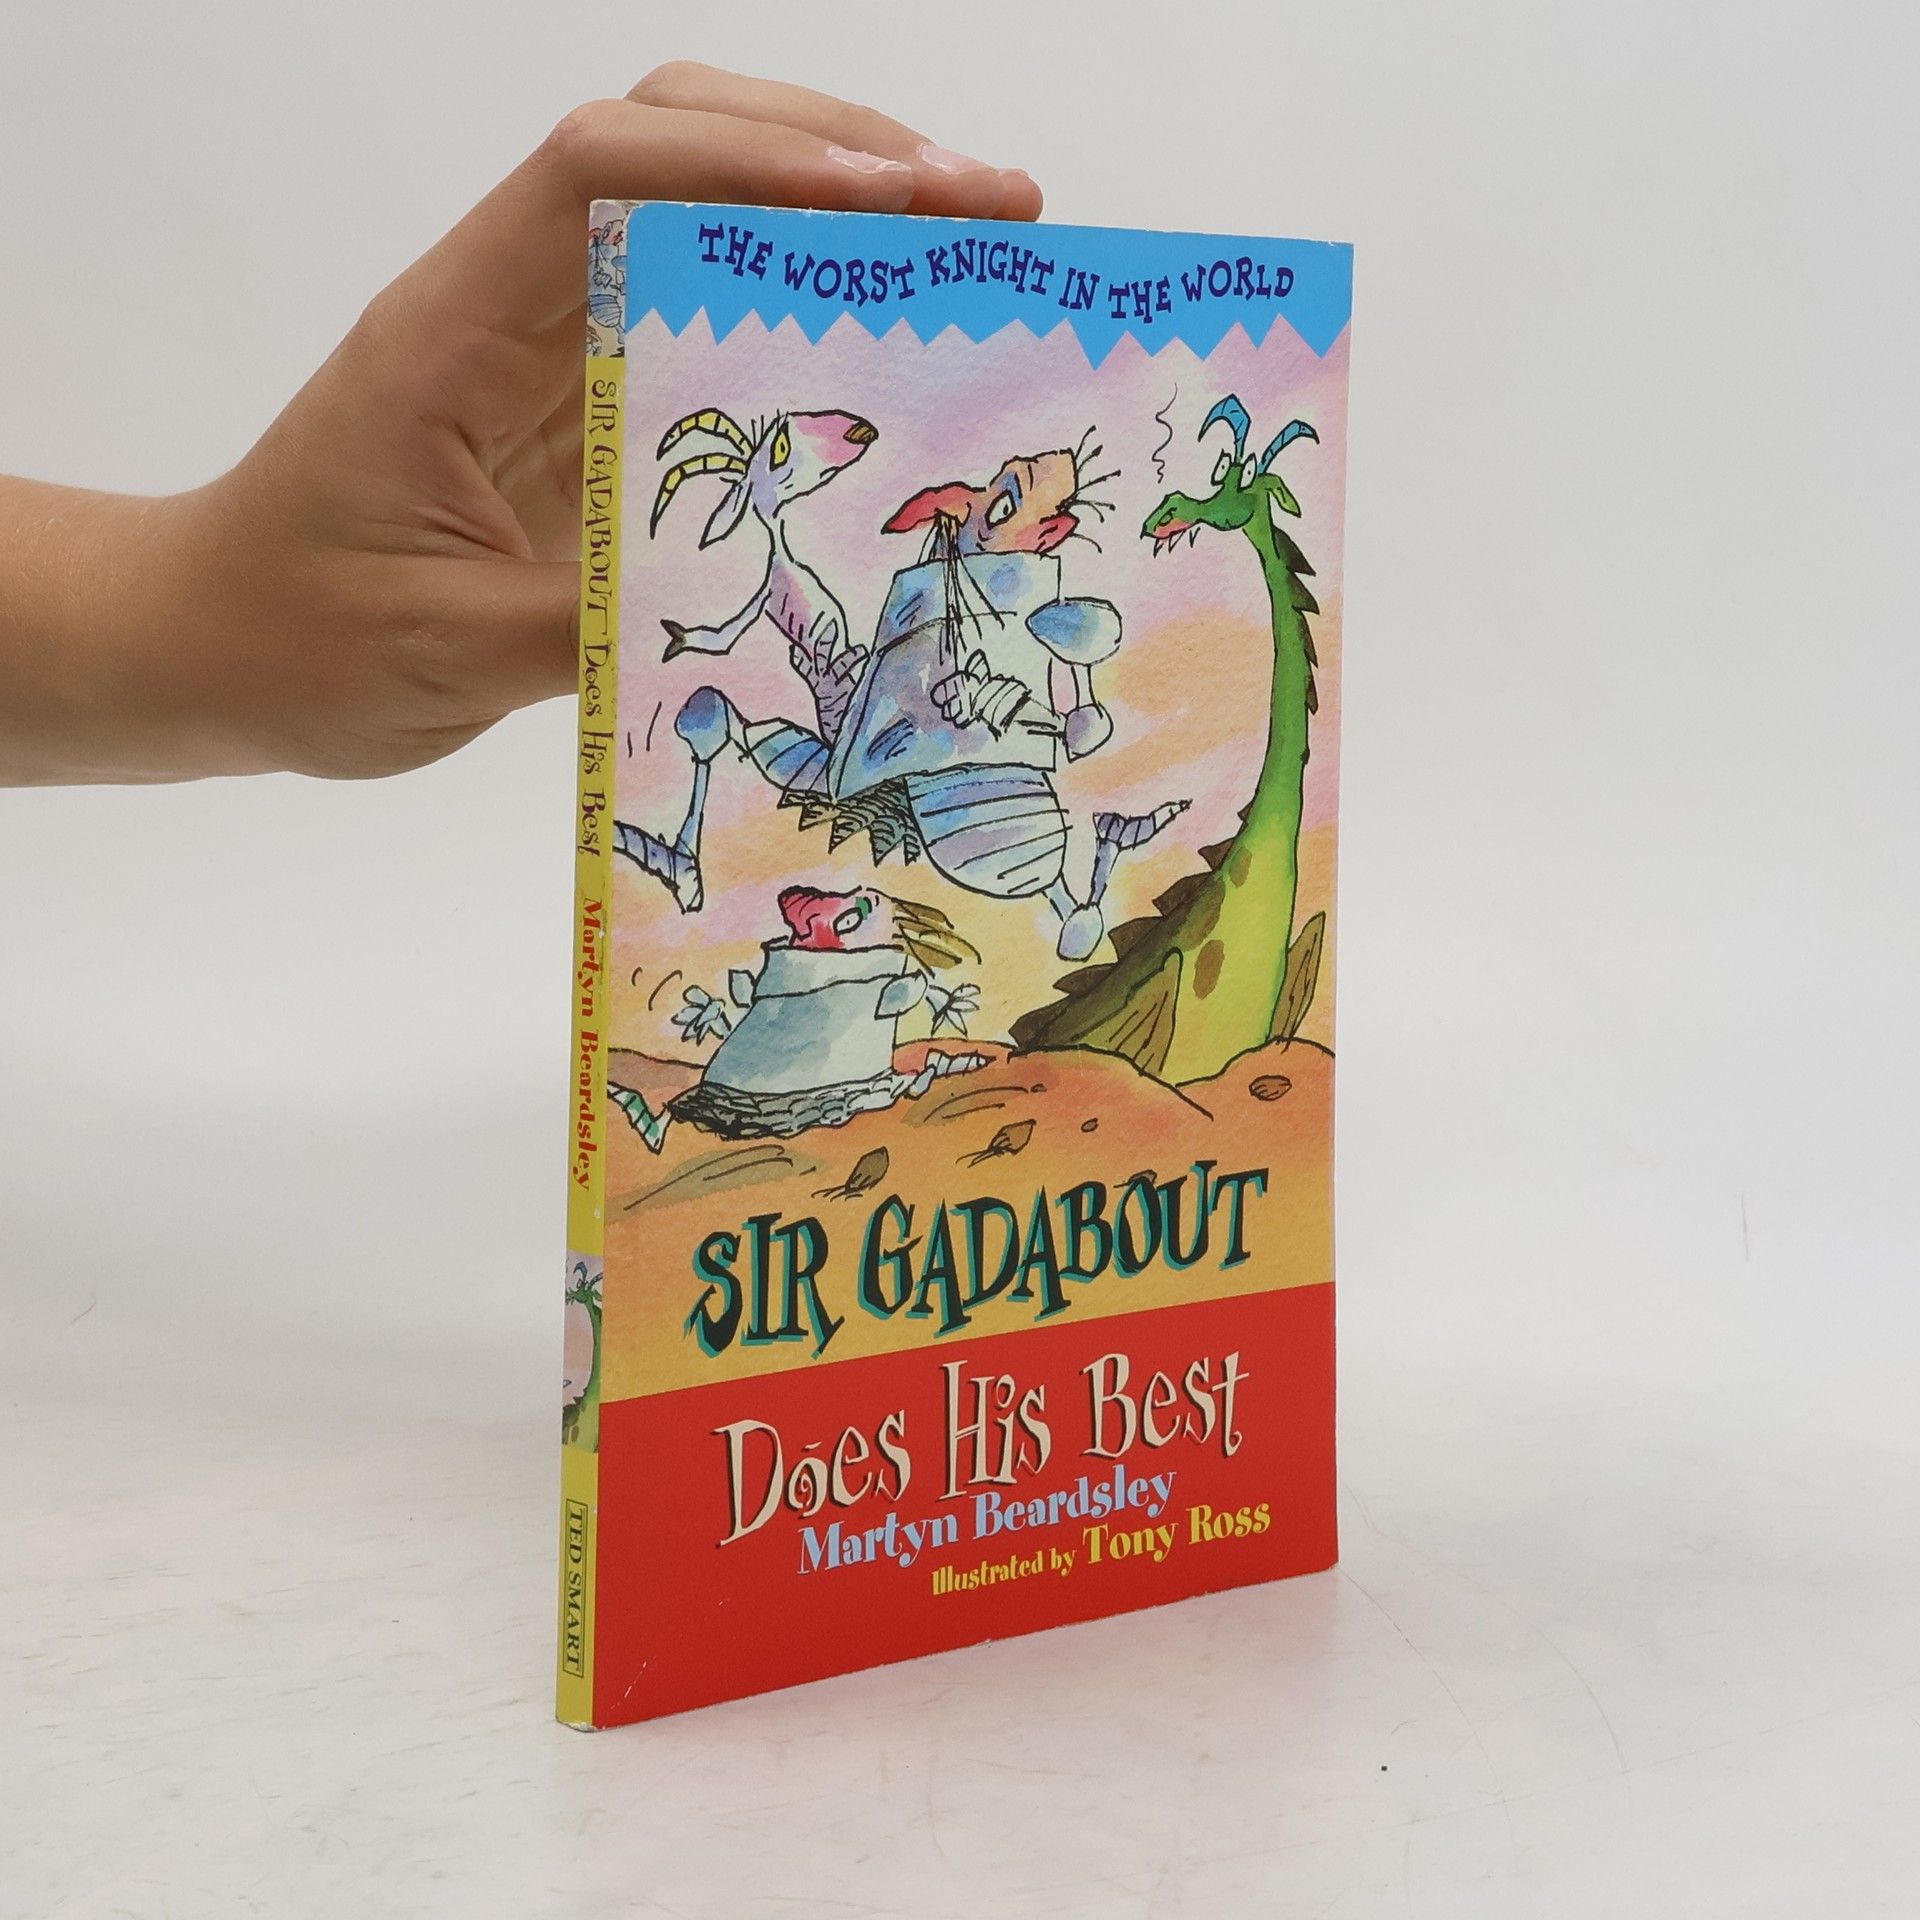 THE WORST KNIGHT IN THE WORLD
SIR GADABOUT
Does His Best
Martyn Beardsley
Illustrated by Tony Ross
SIR GADABOUT Does His Best Martyn Beardsley
TED SMART